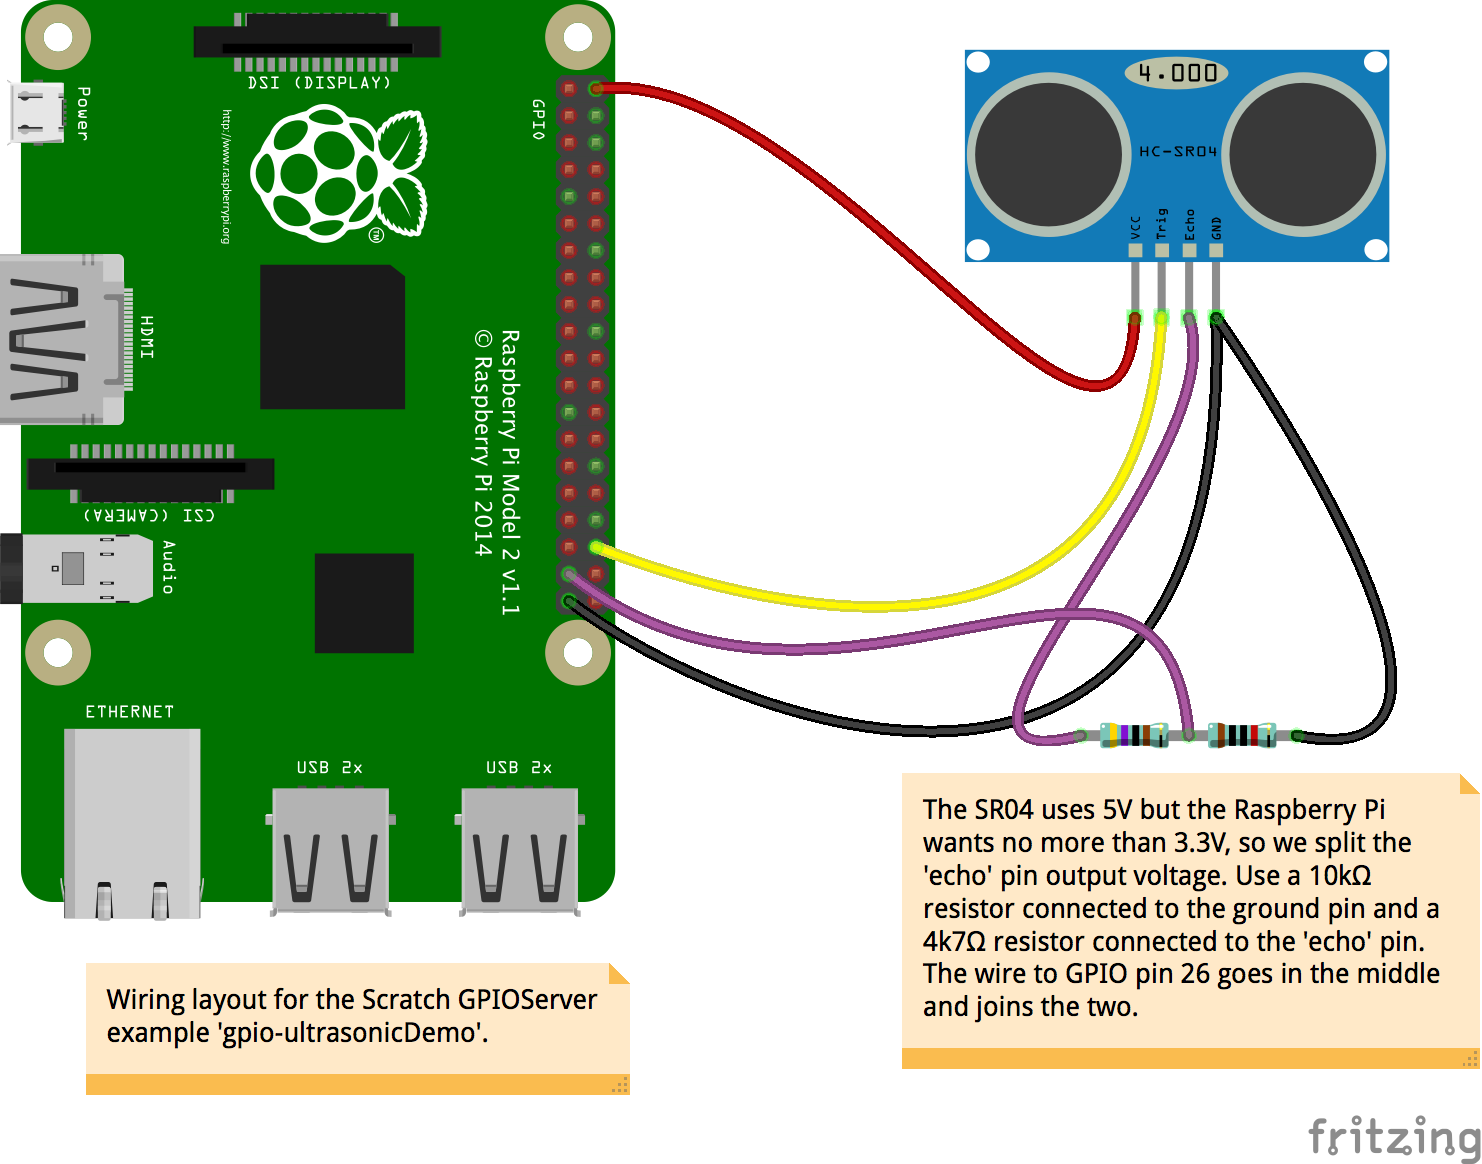 DSI (DISPLAY)
Power
GPIO
http://www.raspberrypi.org
TM
4.000
HC-SR04
VCC
Trig
Echo
GND
HDMI
Raspberry Pi Model 2 v1.1
© Raspberry Pi 2014
CSI (CAMERA)
Audio
ETHERNET
USB 2x
USB 2x
The SR04 uses 5V but the Raspberry Pi
wants no more than 3.3V, so we split the
'echo' pin output voltage. Use a 10kΩ
resistor connected to the ground pin and a
4k7Ω resistor connected to the 'echo' pin.
The wire to GPIO pin 26 goes in the middle
and joins the two.
Wiring layout for the Scratch GPIOServer
example 'gpio-ultrasonicDemo'.
fritzing